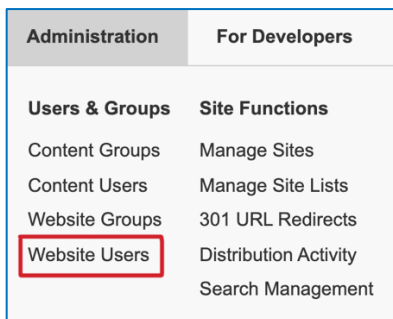 Administration
For Developers
Users & Groups
Content Groups
Content Users
Website Groups
Website Users
Site Functions
Manage Sites
Manage Site Lists
301 URL Redirects
Distribution Activity
Search Management